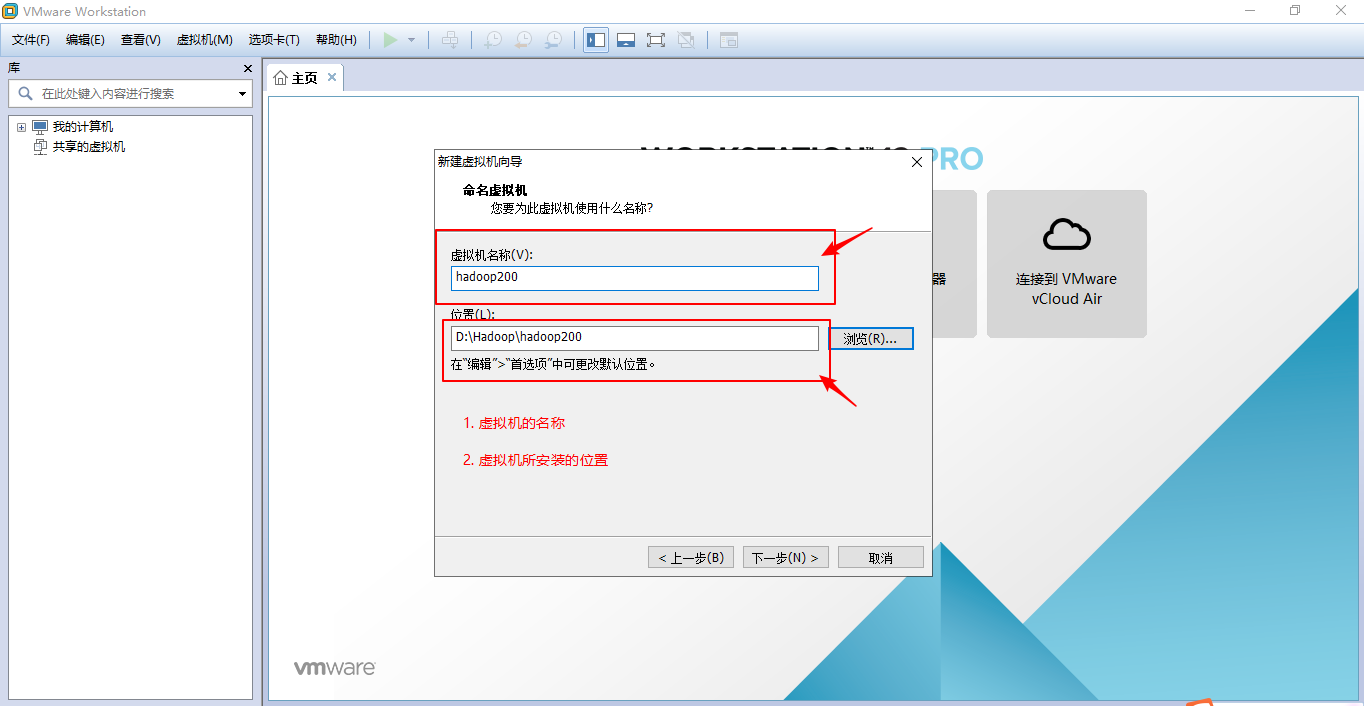 VMware Workstation
文件(F) 编辑(E) 查看(V) 虚拟机(M) 选项卡(T) 帮助(H)
库
主页
在此处键入内容进行搜索
我的计算机
共享的虚拟机
PRO
新建虚拟机向导
命名虚拟机
您要为此虚拟机使用什么名称?
虚拟机名称(V):
hadoop200
位置(L):
D:\Hadoop\hadoop200
浏览(R)...
在"编辑">"首选项"中可更改默认位置。
1. 虚拟机的名称
2. 虚拟机所安装的位置
< 上一步(B)
下一步(N) >
取消
器
连接到 VMware
vCloud Air
vmware